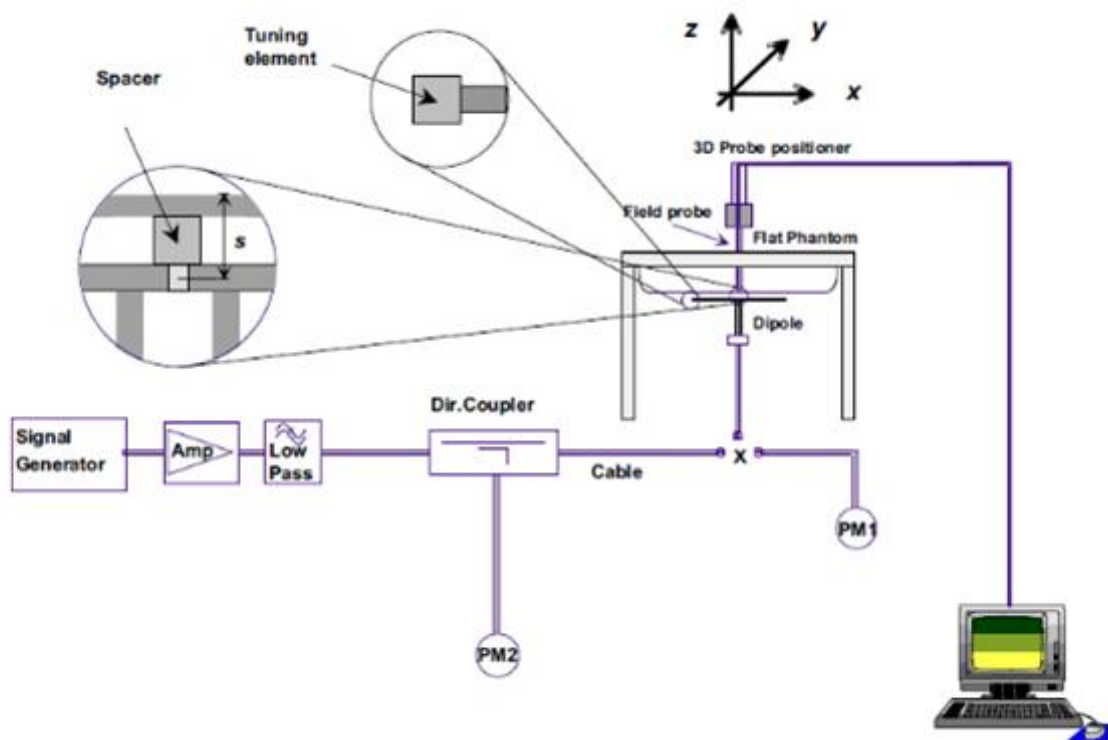 Tuning
element
Spacer
z
y
x
3D Probe positioner
Field probe
Flat Phantom
s
Dipole
Dir.Coupler
Signal
Generator
Amp
Low
Pass
Cable
X
PM1
PM2